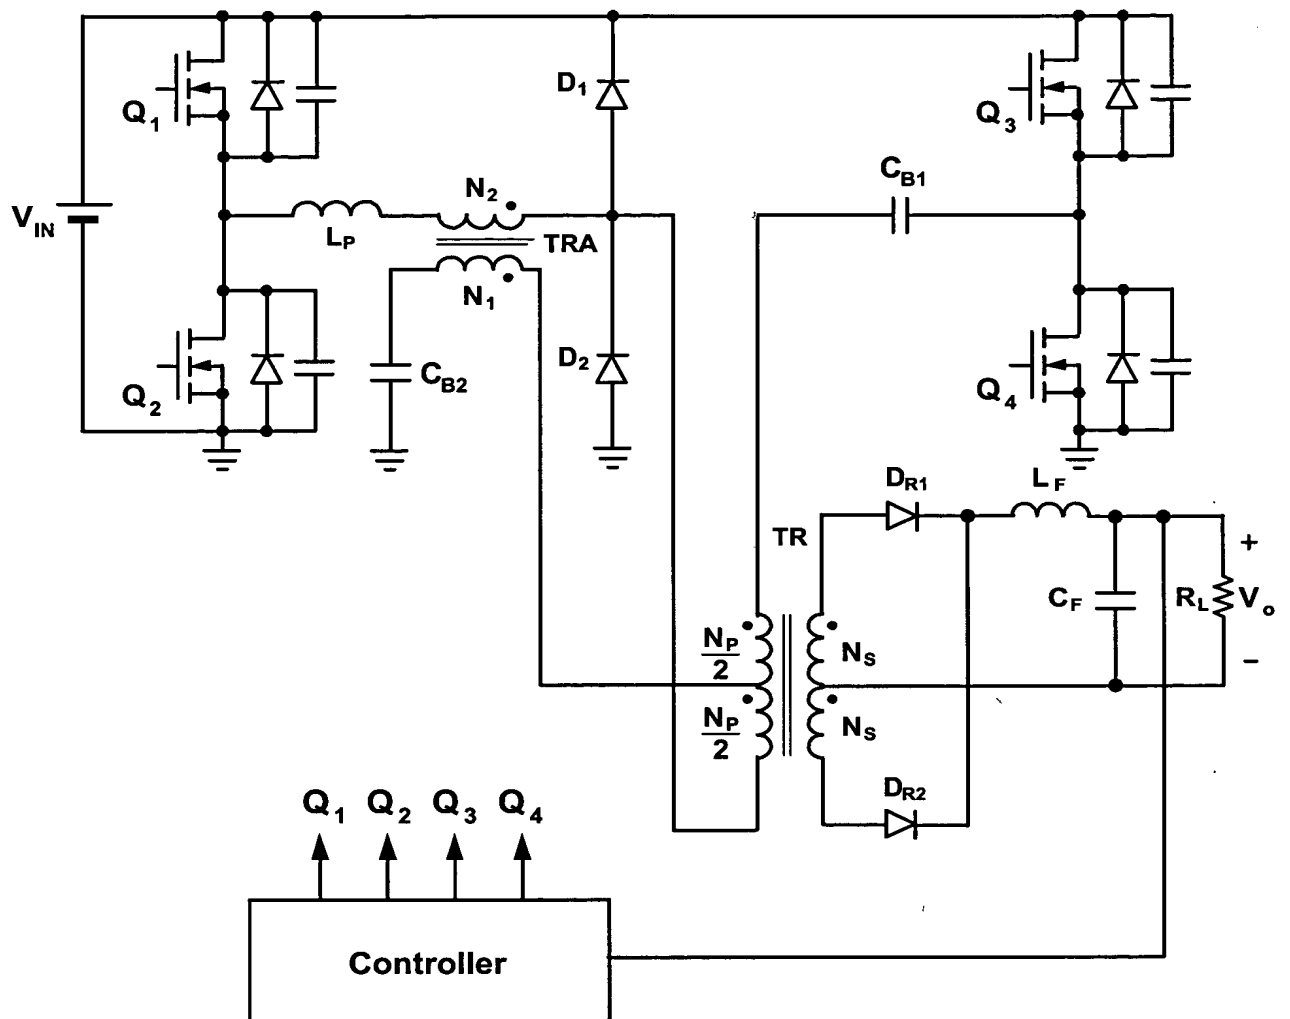 Q1
D1
Q3
CB1
N2
VIN
LP
TRA
N1
D2
CB2
Q2
Q4
DR1
LF
TR
+
CF
RL
Vo
NP
2
NS
−
NP
2
NS
DR2
Q1 Q2 Q3 Q4
Controller